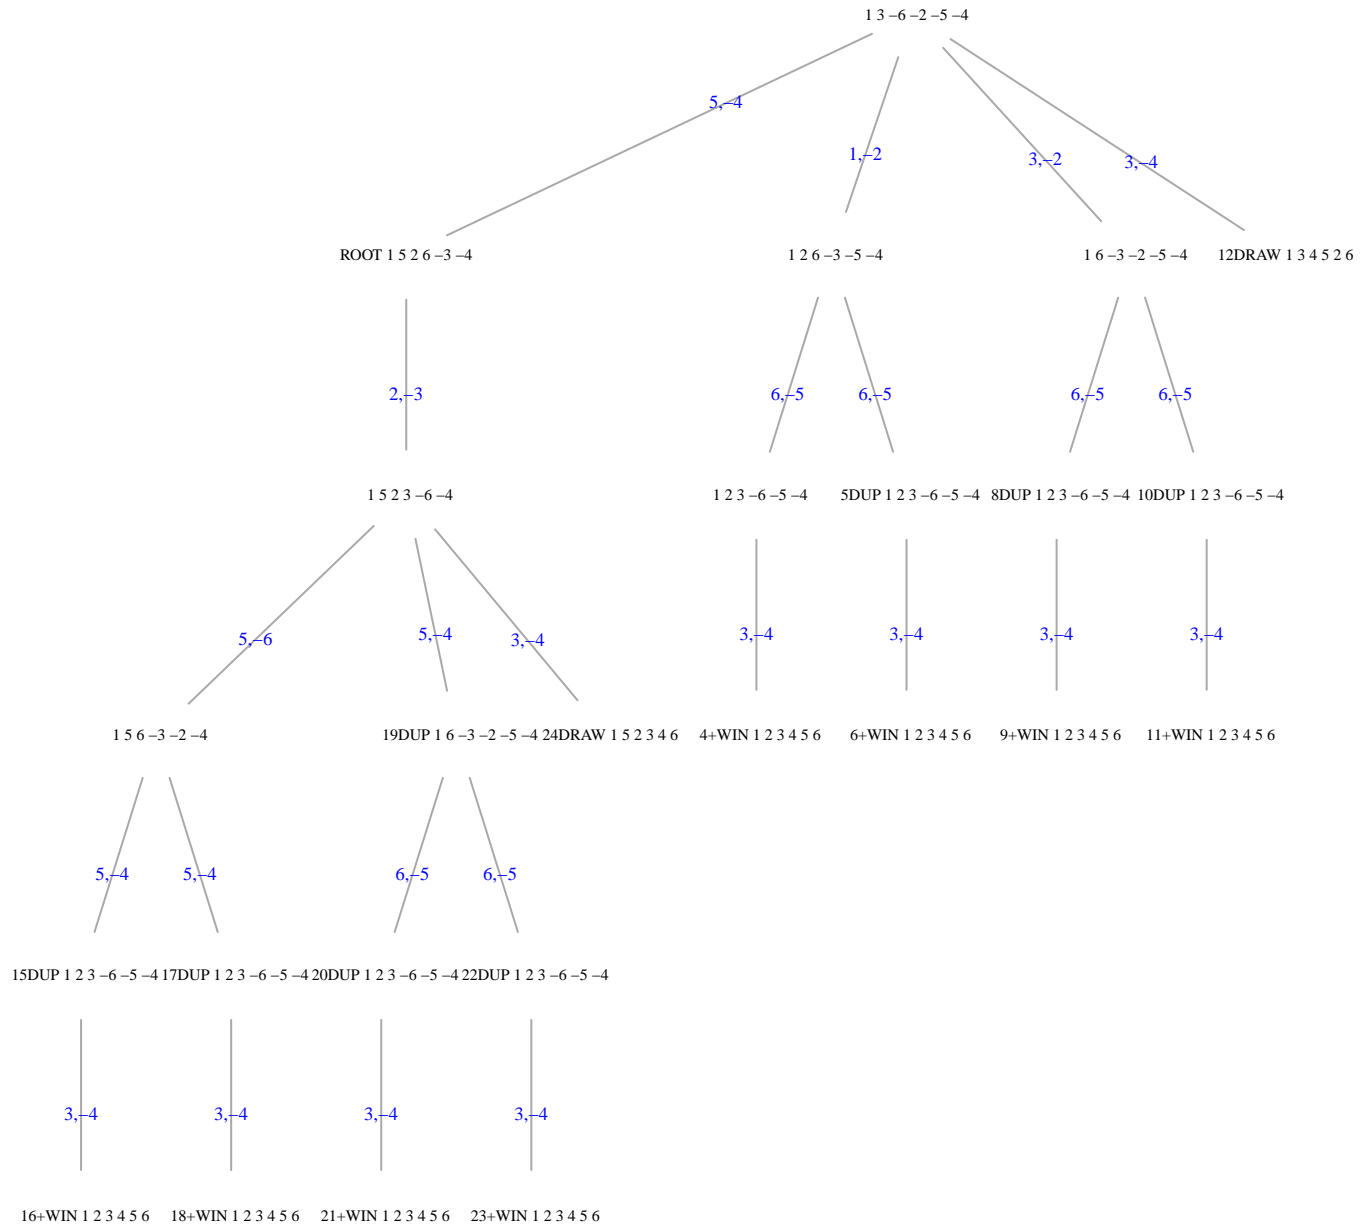 1 3 −6 −2 −5 −4
5,−4
1,−2
3,−2
3,−4
ROOT 1 5 2 6 −3 −4
1 2 6 −3 −5 −4
1 6 −3 −2 −5 −4
12DRAW 1 3 4 5 2 6
2,−3
6,−5
6,−5
6,−5
6,−5
1 5 2 3 −6 −4
1 2 3 −6 −5 −4
5DUP 1 2 3 −6 −5 −4
8DUP 1 2 3 −6 −5 −4
10DUP 1 2 3 −6 −5 −4
5,−6
5,−4
3,−4
3,−4
3,−4
3,−4
3,−4
1 5 6 −3 −2 −4
19DUP 1 6 −3 −2 −5 −4
24DRAW 1 5 2 3 4 6
4+WIN 1 2 3 4 5 6
6+WIN 1 2 3 4 5 6
9+WIN 1 2 3 4 5 6
11+WIN 1 2 3 4 5 6
5,−4
5,−4
6,−5
6,−5
15DUP 1 2 3 −6 −5 −4
17DUP 1 2 3 −6 −5 −4
20DUP 1 2 3 −6 −5 −4
22DUP 1 2 3 −6 −5 −4
3,−4
3,−4
3,−4
3,−4
16+WIN 1 2 3 4 5 6
18+WIN 1 2 3 4 5 6
21+WIN 1 2 3 4 5 6
23+WIN 1 2 3 4 5 6